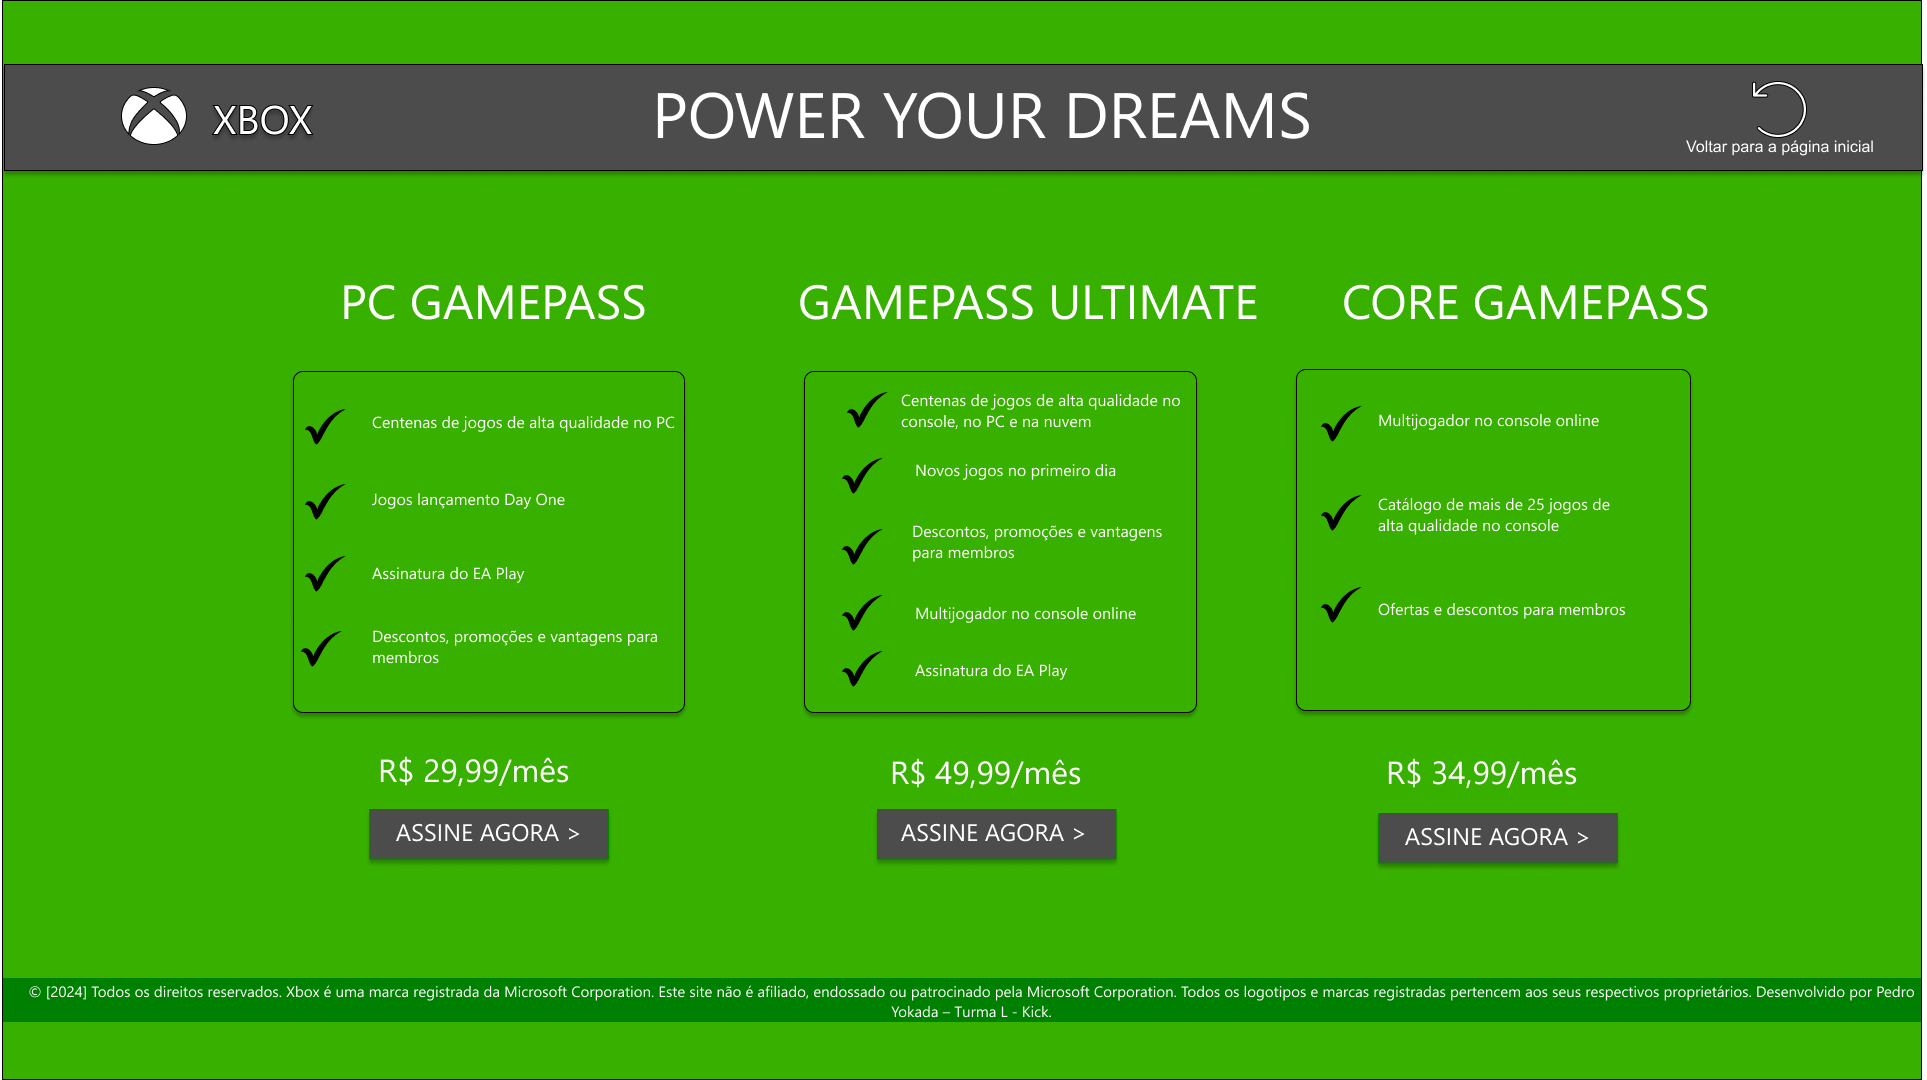 XBOX
POWER YOUR DREAMS
Voltar para a página inicial
PC GAMEPASS
Centenas de jogos de alta qualidade no PC
Jogos lançamento Day One
Assinatura do EA Play
Descontos, promoções e vantagens para
membros
R$ 29,99/mês
ASSINE AGORA >
GAMEPASS ULTIMATE
Centenas de jogos de alta qualidade no
console, no PC e na nuvem
Novos jogos no primeiro dia
Descontos, promoções e vantagens
para membros
Multijogador no console online
Assinatura do EA Play
R$ 49,99/mês
ASSINE AGORA >
CORE GAMEPASS
Multijogador no console online
Catálogo de mais de 25 jogos de
alta qualidade no console
Ofertas e descontos para membros
R$ 34,99/mês
ASSINE AGORA >
© [2024] Todos os direitos reservados. Xbox é uma marca registrada da Microsoft Corporation. Este site não é afiliado, endossado ou patrocinado pela Microsoft Corporation. Todos os logotipos e marcas registradas pertencem aos seus respectivos proprietários. Desenvolvido por Pedro
Yokada – Turma L - Kick.